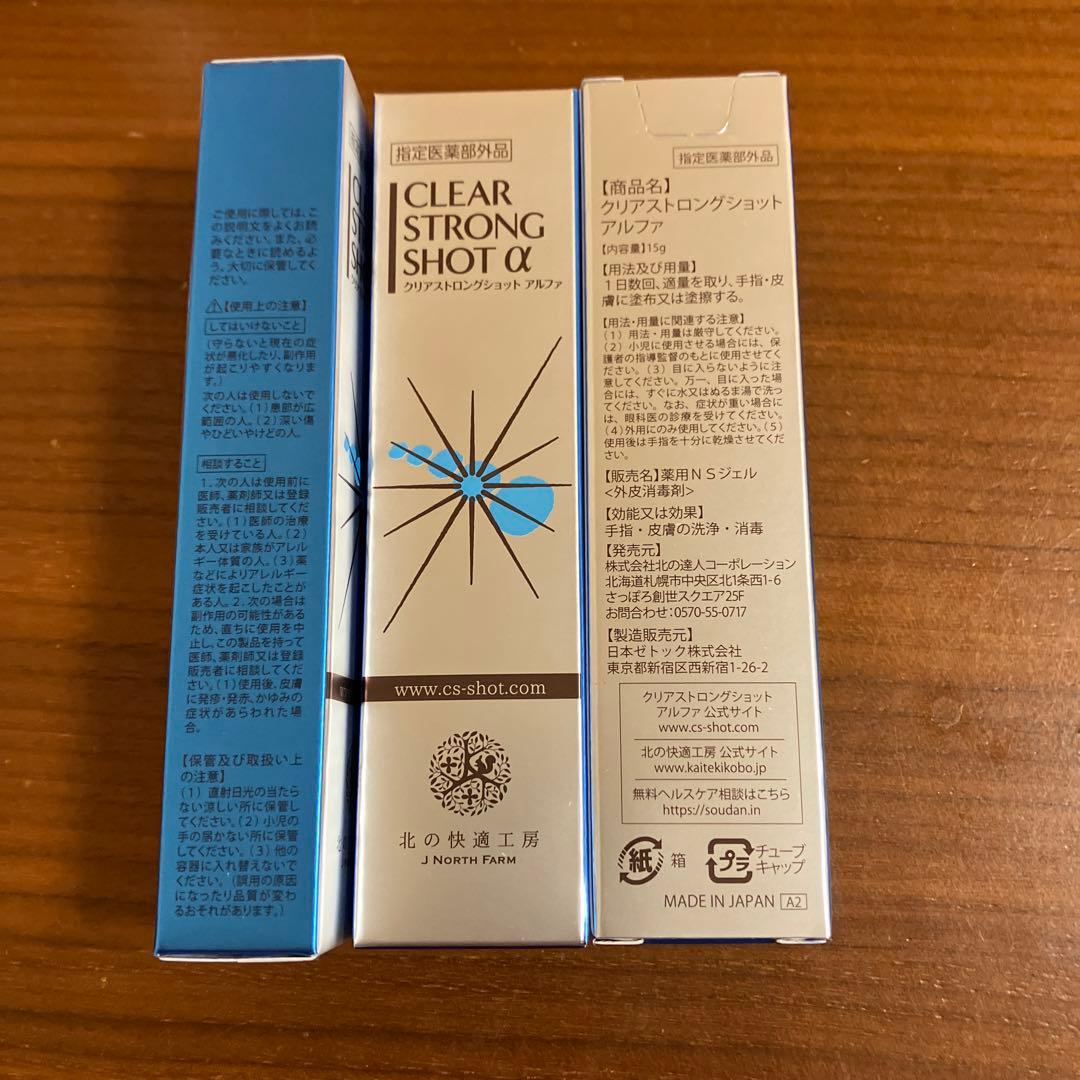 ご使用に際しては、こ
の説明文をよくお読
みください。また、必
要なときに読めるよ
う、大切に保管してく
ださい。
【使用上の注意】
してはいけないこと
(守らないと現在の症
状が悪化したり、副作用
が起こりやすくなりま
す。)
次の人は使用しないで
ください。(1)患部が広
範囲の人。(2)深い傷
やひどいやけどの人。
相談すること
1.次の人は使用前に
医師、薬剤師又は登録
販売者に相談してくだ
さい。(1)医師の治療
を受けている人。(2)
本人又は家族がアレル
ギー体質の人。(3)薬
などによりアレルギー
症状を起こしたことが
ある人。2.次の場合は
副作用の可能性がある
ため、直ちに使用を中
止し、この製品を持って
医師、薬剤師又は登録
販売者に相談してくだ
さい。(1)使用後、皮膚
に発疹・発赤、かゆみの
症状があらわれた場
合。
【保管及び取扱い上
の注意】
(1) 直射日光の当たら
ない涼しい所に保管し
てください。(2)小児の
手の届かない所に保管
してください。(3)他の
容器に入れ替えないで
ください。(誤用の原因
になったり品質が変わ
るおそれがあります。)
指定医薬部外品
CLEAR
STRONG
SHOT α
クリアストロングショット アルファ
www.cs-shot.com
北の快適工房
J NORTH FARM
指定医薬部外品
【商品名】
クリアストロングショット
アルファ
【内容量】15g
【用法及び用量】
1日数回、適量を取り、手指・皮
膚に塗布又は塗擦する。
【用法・用量に関連する注意】
(1) 用法・用量は厳守してください。
(2) 小児に使用させる場合には、保
護者の指導監督のもとに使用させてく
ださい。(3) 目に入らないように注
意してください。万一、目に入った場
合には、すぐに水又はぬるま湯で洗っ
てください。なお、症状が重い場合に
は、眼科医の診療を受けてください。
(4)外用にのみ使用してください。(5)
使用後は手指を十分に乾燥させてくだ
さい。
【販売名】薬用NSジェル
<外皮消毒剤>
【効能又は効果】
手指・皮膚の洗浄・消毒
【発売元】
株式会社北の達人コーポレーション
北海道札幌市中央区北1条西1-6
さっぽろ創世スクエア25F
お問合わせ:0570-55-0717
【製造販売元】
日本ゼトック株式会社
東京都新宿区西新宿1-26-2
クリアストロングショット
アルファ 公式サイト
www.cs-shot.com
北の快適工房 公式サイト
www.kaitekikobo.jp
無料ヘルスケア相談はこちら
https://soudan.in
紙 箱
プラ チューブ
キャップ
MADE IN JAPAN A2